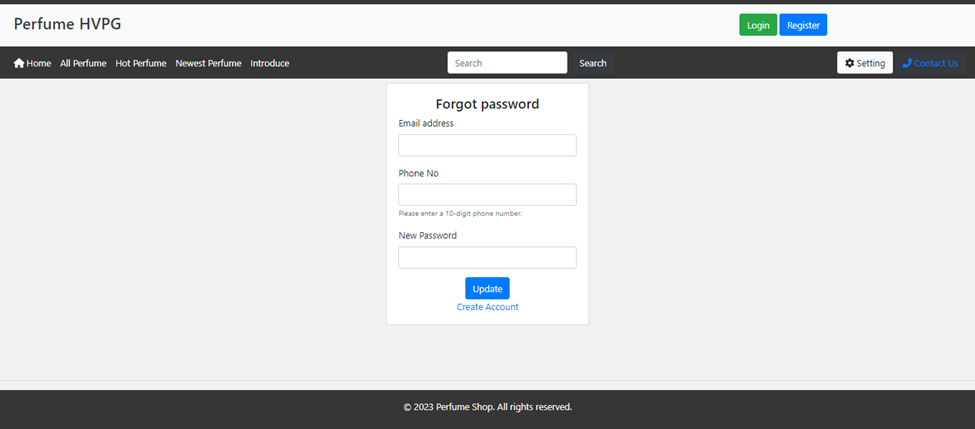 Perfume HVPG
Login Register
Home All Perfume Hot Perfume Newest Perfume Introduce Search Search Setting Contact Us
Forgot password
Email address
Phone No
Please enter a 10-digit phone number.
New Password
Update
Create Account
© 2023 Perfume Shop. All rights reserved.